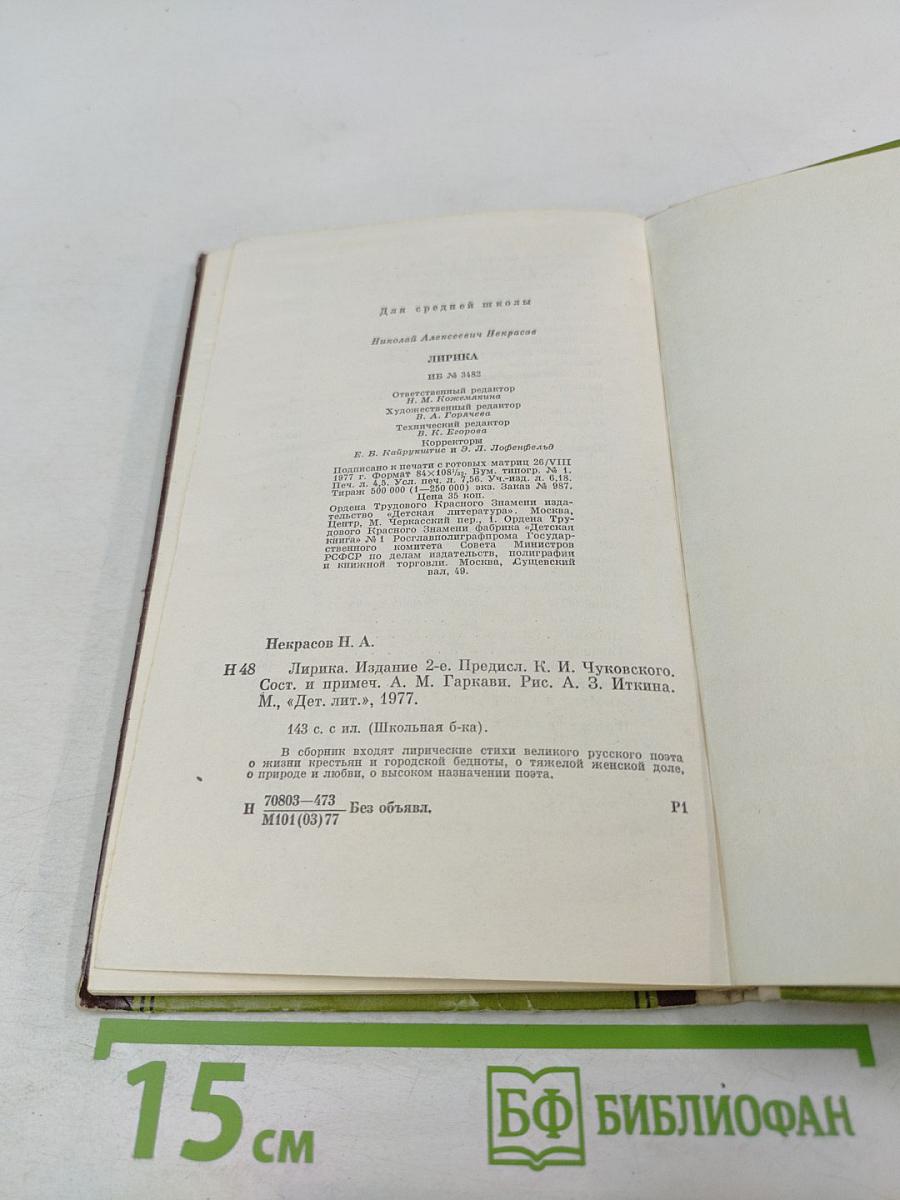 Для средней школы
Николай Алексеевич Некрасов
ЛИРИКА
ИБ № 3482
Ответственный редактор
Н. М. Кожемякина
Художественный редактор
В. А. Горячева
Технический редактор
В. К. Егорова
Корректоры
Е. В. Кайрукштис и Э. Л. Лофенфельд
Подписано к печати с готовых матриц 26/VIII
1977 г. Формат 84×108¹/₃₂. Бум. типогр. № 1.
Печ. л. 4,5. Усл. печ. л. 7,56. Уч.-изд. л. 6,18.
Тираж 500 000 (1—250 000) экз. Заказ № 987.
Цена 35 коп.
Ордена Трудового Красного Знамени изда-
тельство «Детская литература». Москва,
Центр, М. Черкасский пер., 1. Ордена Тру-
дового Красного Знамени фабрика «Детская
книга» № 1 Росглавполиграфпрома Государ-
ственного комитета Совета Министров
РСФСР по делам издательств, полиграфии
и книжной торговли. Москва, Сущевский
вал, 49.
Некрасов Н. А.
Н48 Лирика. Издание 2-е. Предисл. К. И. Чуковского.
Сост. и примеч. А. М. Гаркави. Рис. А. З. Иткина.
М., «Дет. лит.», 1977.
143 с. с ил. (Школьная б-ка).
В сборник входят лирические стихи великого русского поэта
о жизни крестьян и городской бедноты, о тяжелой женской доле,
о природе и любви, о высоком назначении поэта.
70803—473
Н Без объявл. Р1
М101(03)77
15 см
БФ БИБЛИОФАН